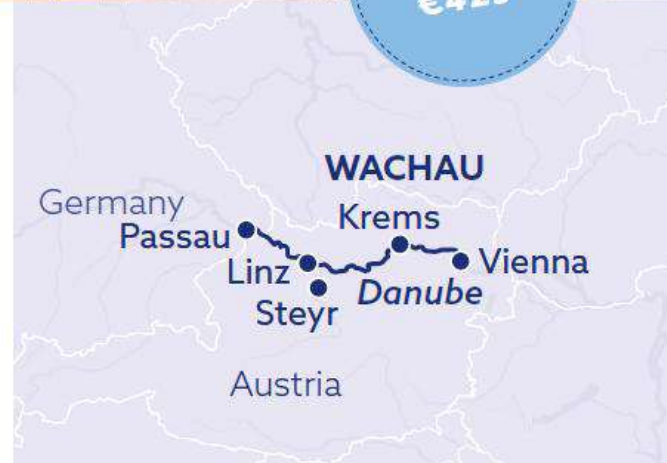 WACHAU
Germany
Krems
Passau
Vienna
Linz
Danube
Steyr
Austria